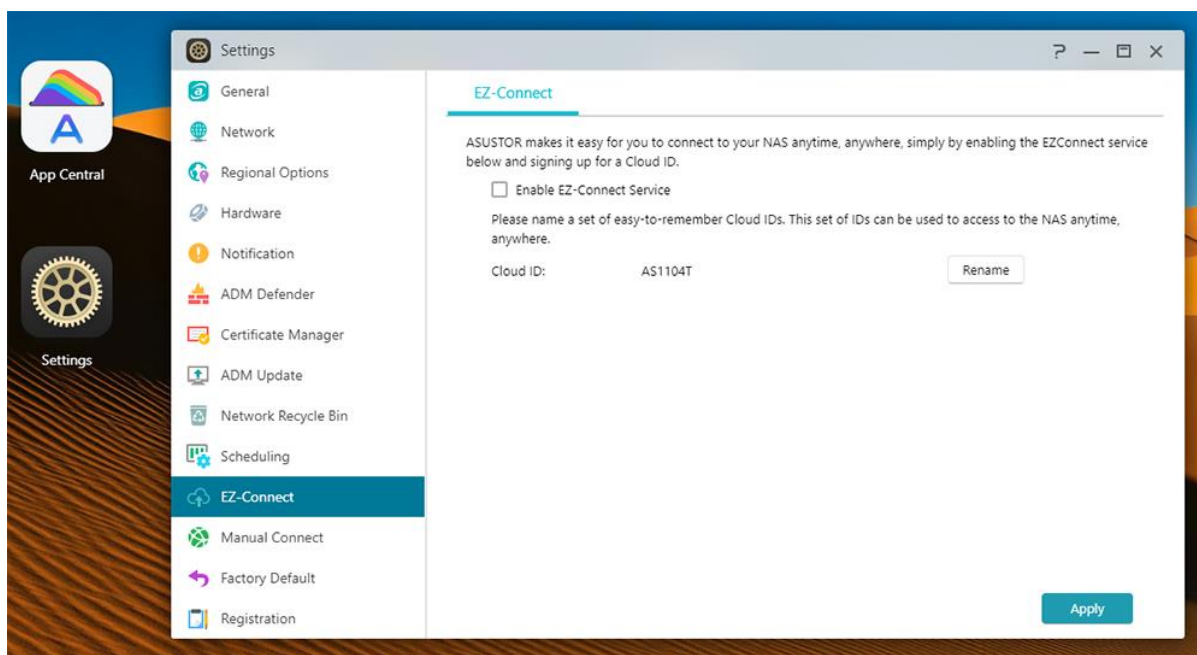 Settings
App Central
Settings
General
Network
Regional Options
Hardware
Notification
ADM Defender
Certificate Manager
ADM Update
Network Recycle Bin
Scheduling
EZ-Connect
Manual Connect
Factory Default
Registration
EZ-Connect
ASUSTOR makes it easy for you to connect to your NAS anytime, anywhere, simply by enabling the EZConnect service
below and signing up for a Cloud ID.
Enable EZ-Connect Service
Please name a set of easy-to-remember Cloud IDs. This set of IDs can be used to access to the NAS anytime,
anywhere.
Cloud ID: AS1104T Rename
Apply